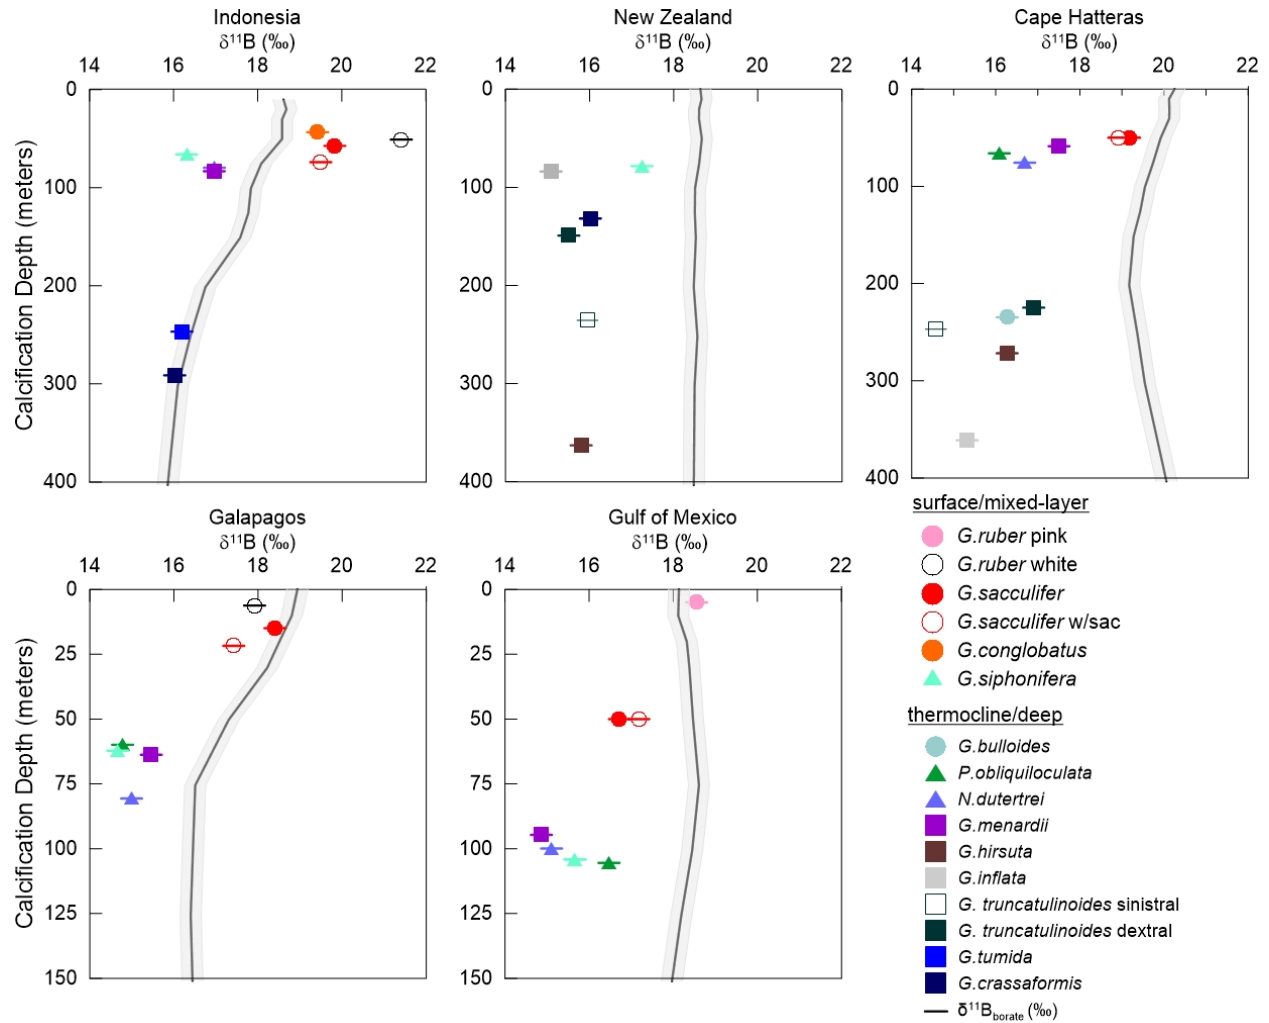 Indonesia
δ¹¹B (‰)
14 16 18 20 22
New Zealand
δ¹¹B (‰)
14 16 18 20 22
Cape Hatteras
δ¹¹B (‰)
14 16 18 20 22
Calcification Depth (meters)
0
100
200
300
400
0
100
200
300
400
0
100
200
300
400
Galapagos
δ¹¹B (‰)
14 16 18 20 22
Gulf of Mexico
δ¹¹B (‰)
14 16 18 20 22
Calcification Depth (meters)
0
25
50
75
100
125
150
0
25
50
75
100
125
150
surface/mixed-layer
G.ruber pink
G.ruber white
G.sacculifer
G.sacculifer w/sac
G.conglobatus
G.siphonifera
thermocline/deep
G.bulloides
P.obliquiloculata
N.dutertrei
G.menardii
G.hirsuta
G.inflata
G. truncatulinoides sinistral
G. truncatulinoides dextral
G.tumida
G.crassaformis
δ¹¹Bborate (‰)